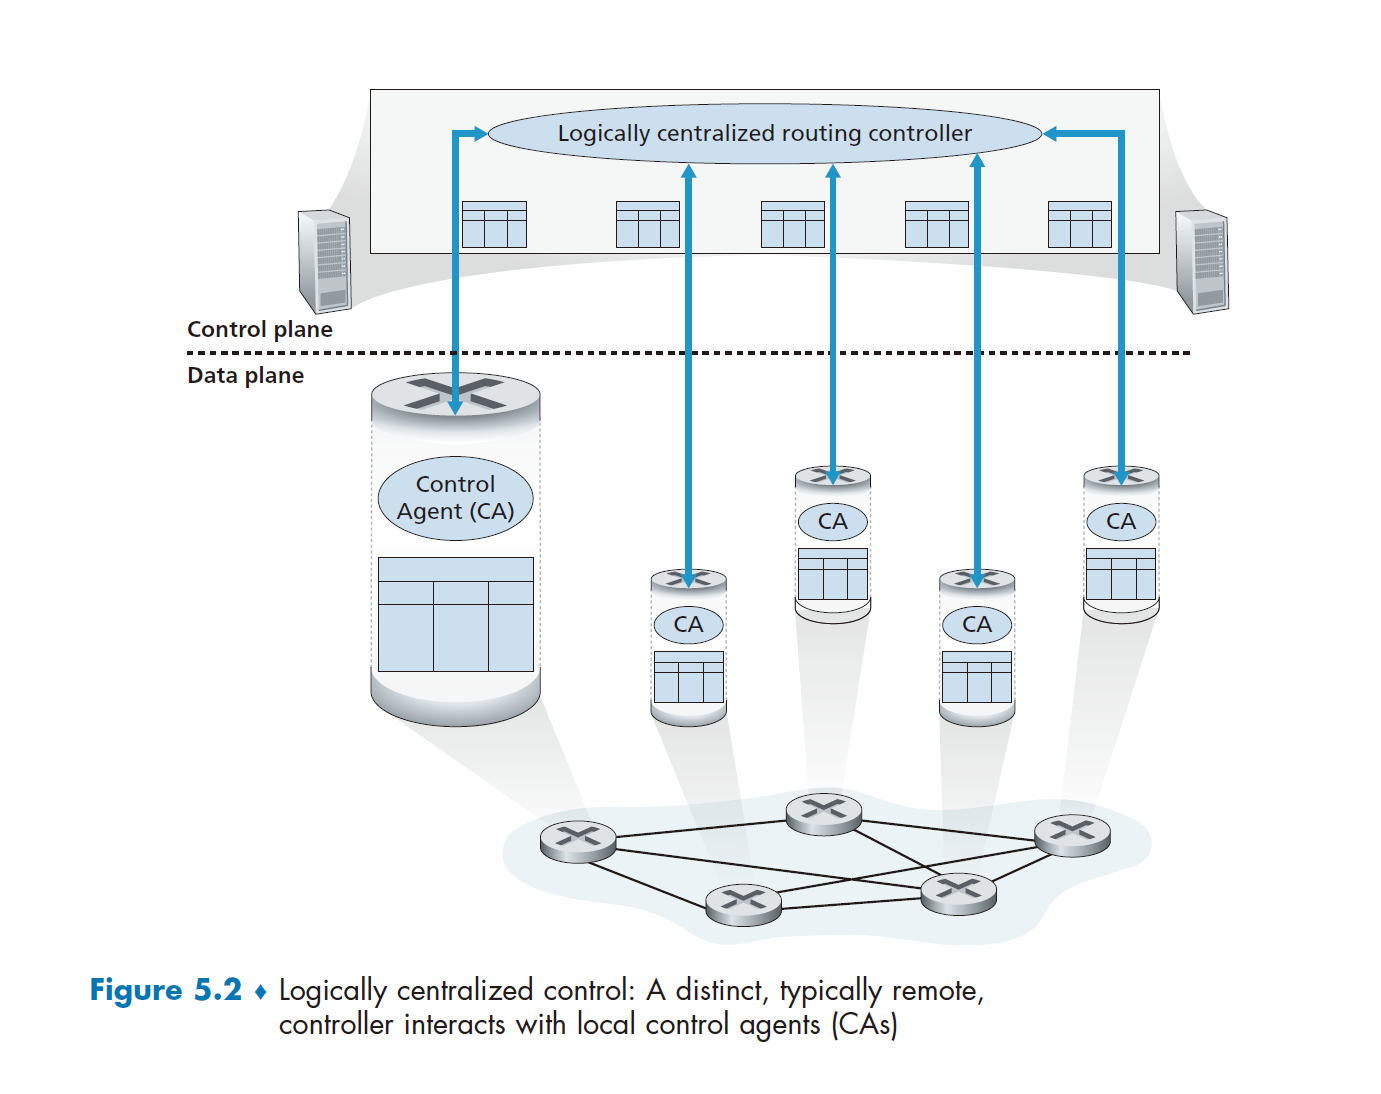 Logically centralized routing controller
Control plane
Data plane
Control
Agent (CA)
CA
CA
CA
CA
Figure 5.2 ♦ Logically centralized control: A distinct, typically remote,
controller interacts with local control agents (CAs)